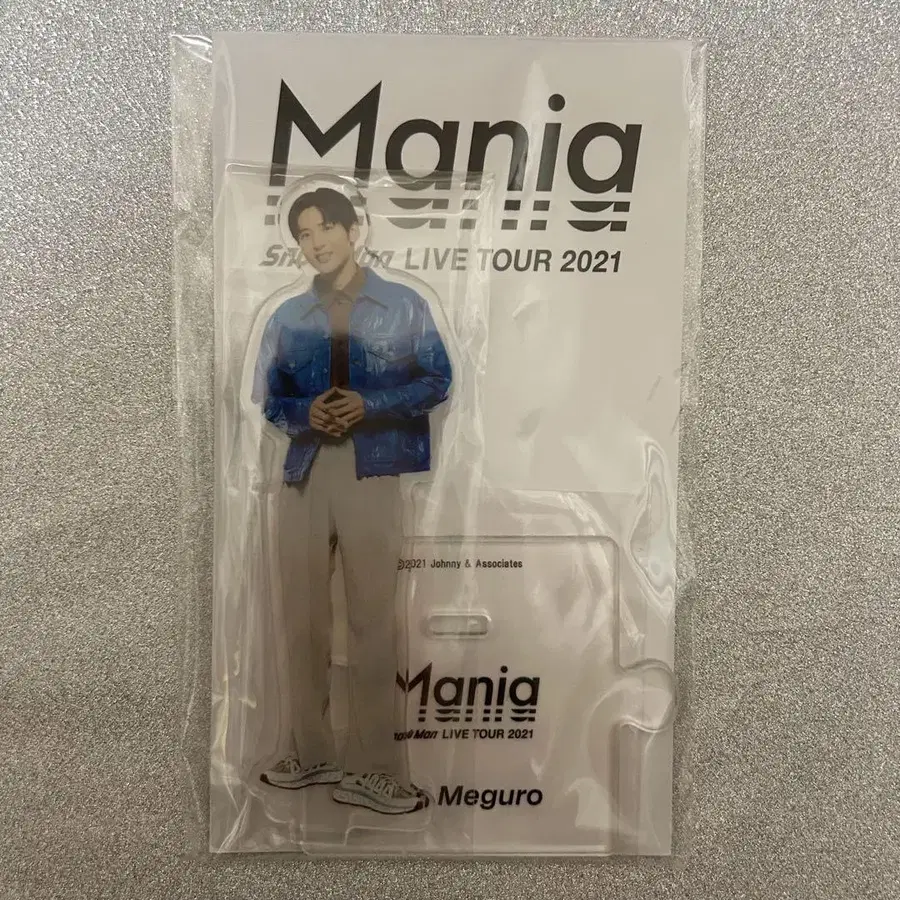 Mania
Snow Man LIVE TOUR 2021
©2021 Johnny & Associates
Mania
Snow Man LIVE TOUR 2021
Meguro